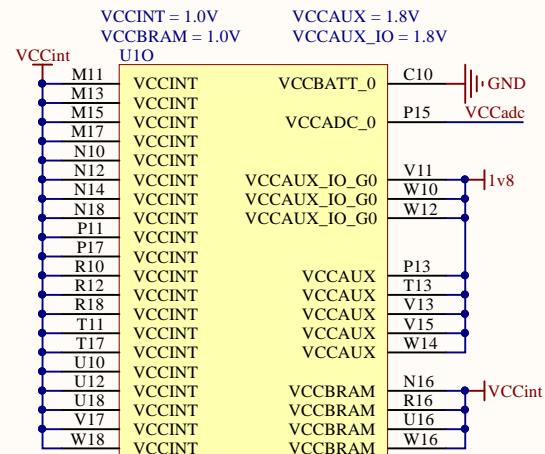 VCCINT = 1.0V VCCAUX = 1.8V
VCCBRAM = 1.0V VCCAUX_IO = 1.8V
VCCint U1O
M11 VCCINT VCCBATT_0 C10 GND
M13 VCCINT
M15 VCCINT VCCADC_0 P15 VCCadc
M17 VCCINT
N10 VCCINT
N12 VCCINT VCCAUX_IO_G0 V11 1v8
N14 VCCINT VCCAUX_IO_G0 W10
N18 VCCINT VCCAUX_IO_G0 W12
P11 VCCINT
P17 VCCINT
R10 VCCINT VCCAUX P13
R12 VCCINT VCCAUX T13
R18 VCCINT VCCAUX V13
T11 VCCINT VCCAUX V15
T17 VCCINT VCCAUX W14
U10 VCCINT
U12 VCCINT VCCBRAM N16 VCCint
U18 VCCINT VCCBRAM R16
V17 VCCINT VCCBRAM U16
W18 VCCINT VCCBRAM W16